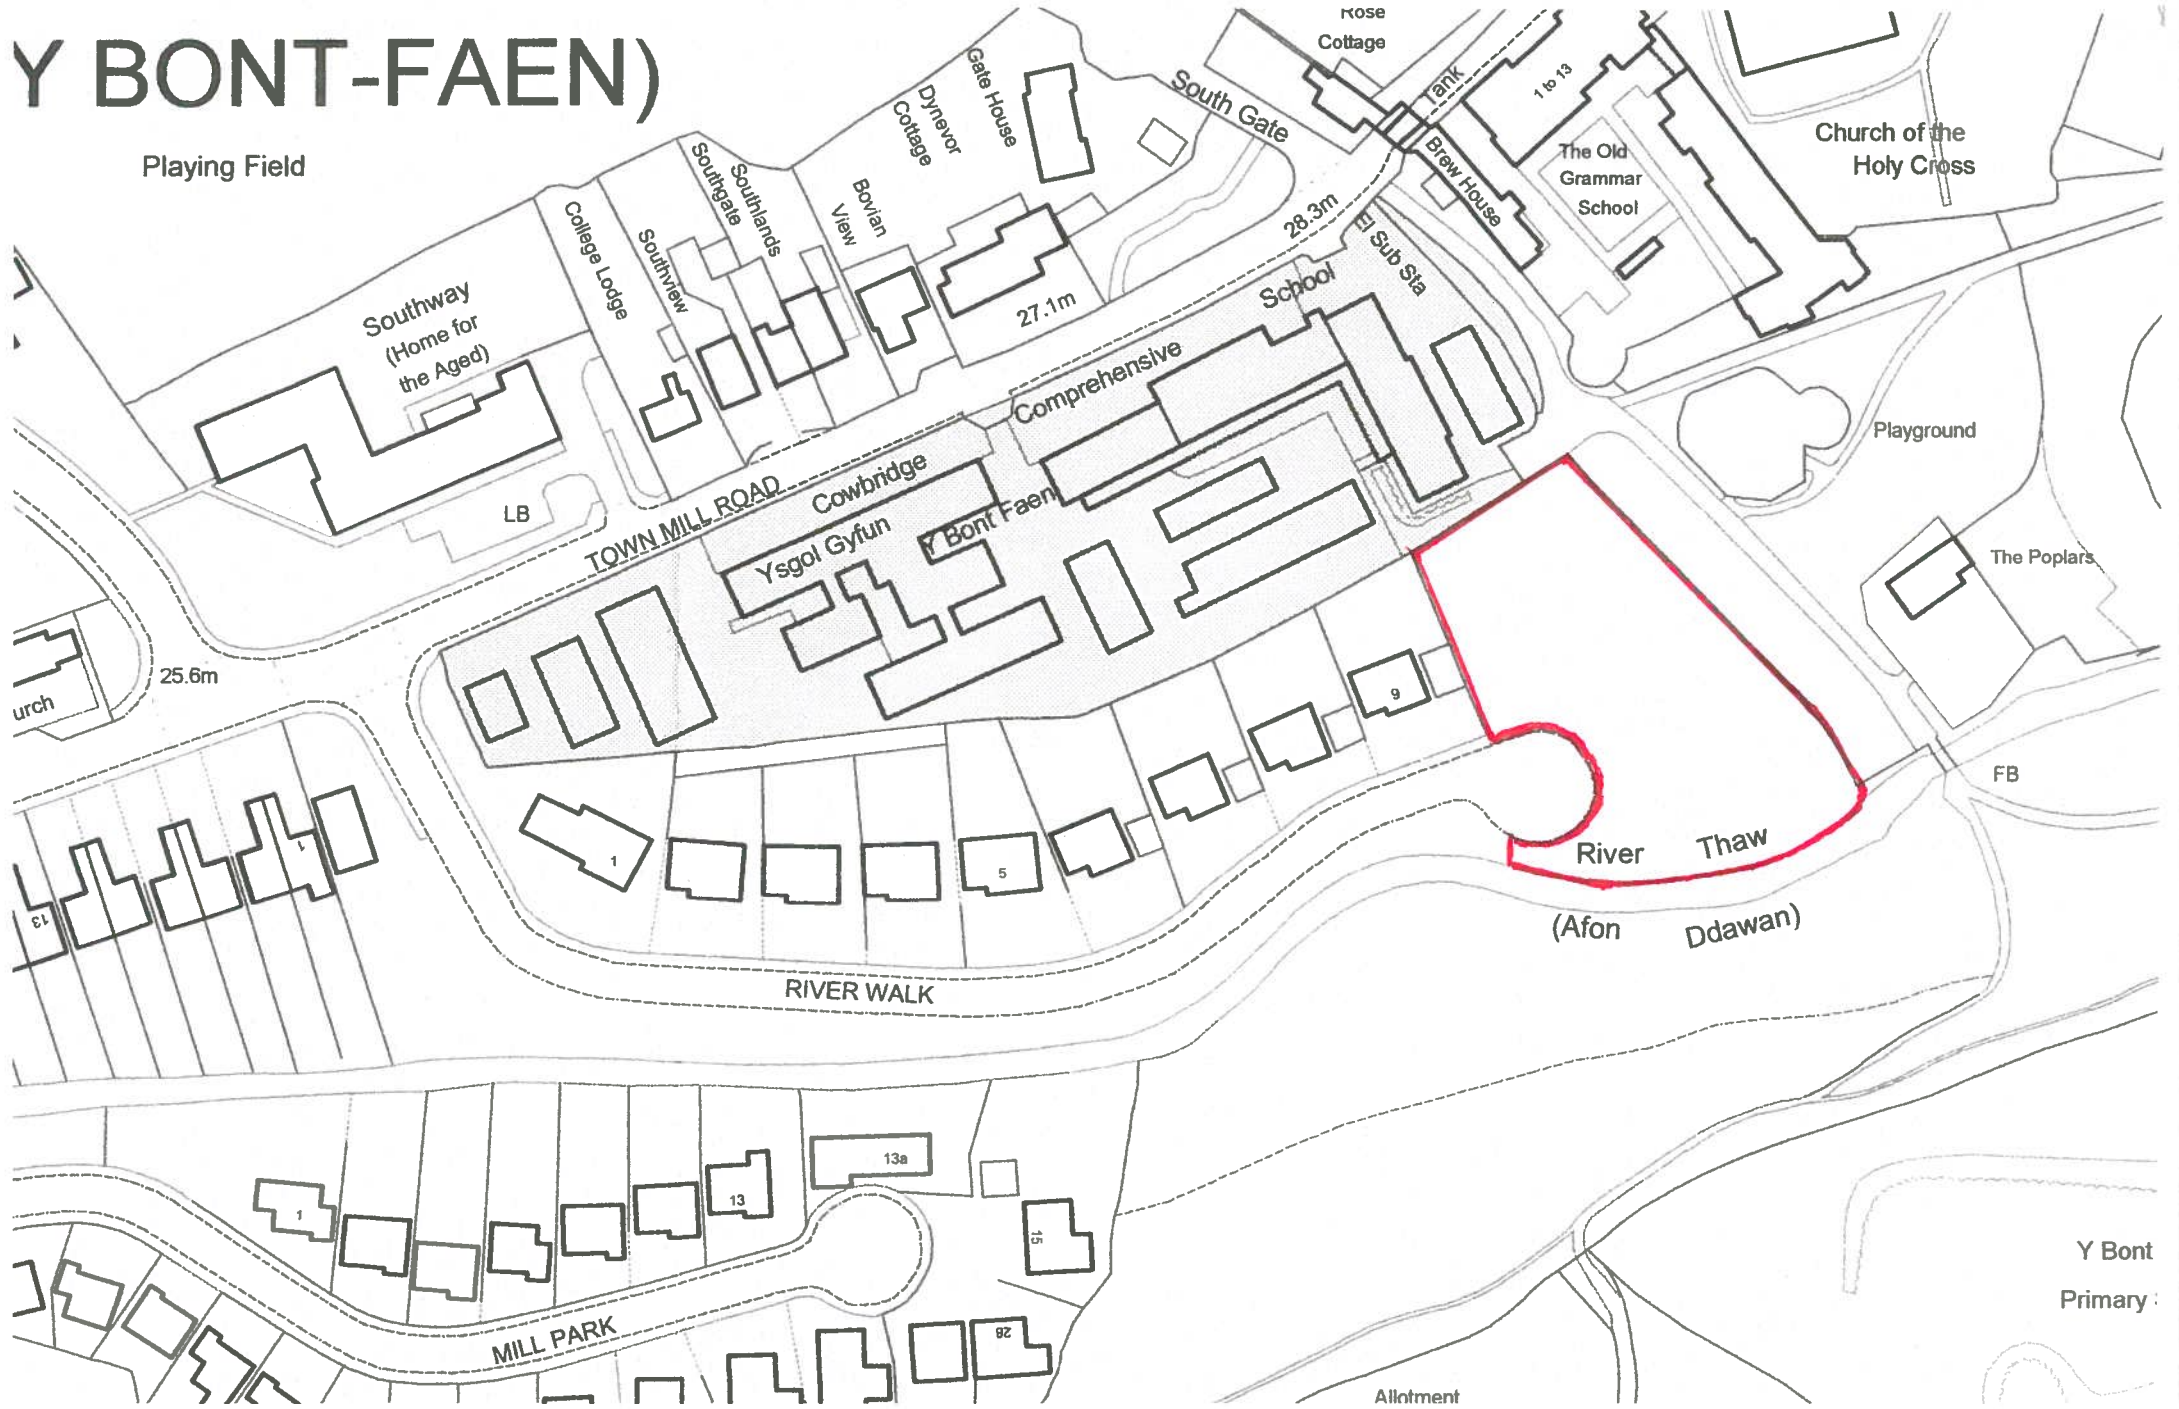 Y BONT-FAEN)
Playing Field
Rose
Cottage
Tank
1 to 13
South Gate
Gate House
Dynevor
Cottage
Church of the
Holy Cross
The Old
Grammar
School
Brew House
Southgate
Southlands
Bovian
View
College Lodge
Southview
28.3m
El Sub Sta
27.1m
Southway
(Home for
the Aged)
School
Comprehensive
Cowbridge
Playground
LB
TOWN MILL ROAD
Ysgol Gyfun
Y Bont Faen
The Poplars
25.6m
urch
9
FB
1
1
5
13
River Thaw
(Afon Ddawan)
RIVER WALK
13a
13
1
15
Y Bont
Primary
MILL PARK
28
Allotment